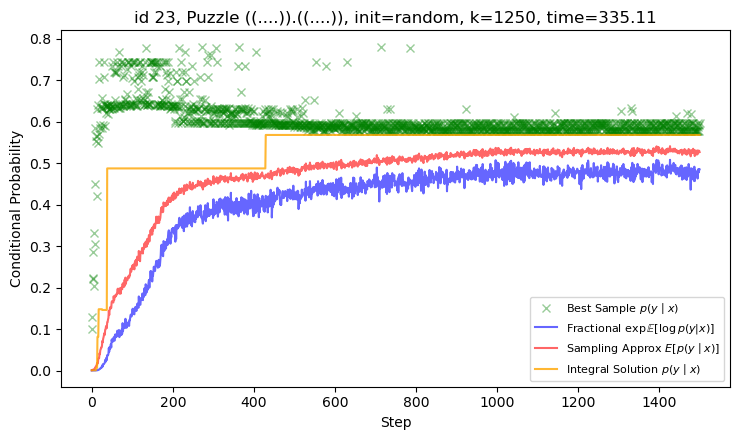 id 23, Puzzle ((....)).((....)), init=random, k=1250, time=335.11
Conditional Probability
0.8
0.7
0.6
0.5
0.4
0.3
0.2
0.1
0.0
Best Sample p(y | x)
Fractional exp𝔼[log p(y|x)]
Sampling Approx E[p(y | x)]
Integral Solution p(y | x)
0 200 400 600 800 1000 1200 1400
Step